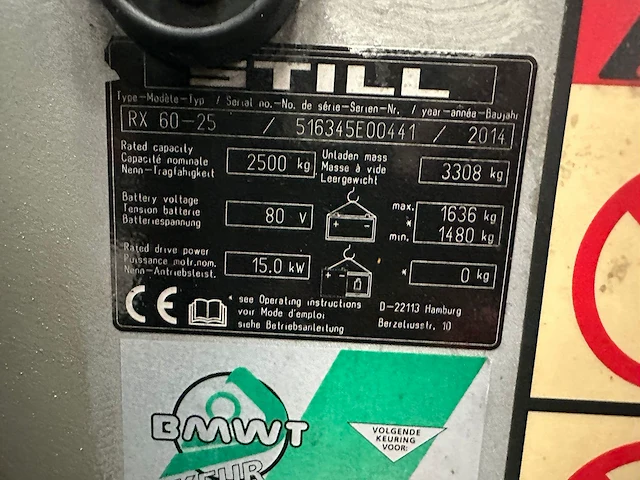 STILL
Type-Modèle-Typ / Serial no.-No. de série-Serien-Nr. / year-année-Baujahr
RX 60-25 / 516345E00441 / 2014
Rated capacity
Capacité nominale
Nenn-Tragfähigkeit
2500 kg
Unladen mass
Masse à vide
Leergewicht
3308 kg
Battery voltage
Tension batterie
Batteriespannung
80 V
max. 1636 kg
*
min. 1480 kg
Rated drive power
Puissance motr.nom.
Nenn-Antriebsleist.
15.0 kW
* 0 kg
CE
* see Operating instructions
voir Mode d'emploi
siehe Betriebsanleitung
D-22113 Hamburg
Berzeliusstr. 10
BMWT
KEUR
VOLGENDE
KEURING
VOOR: